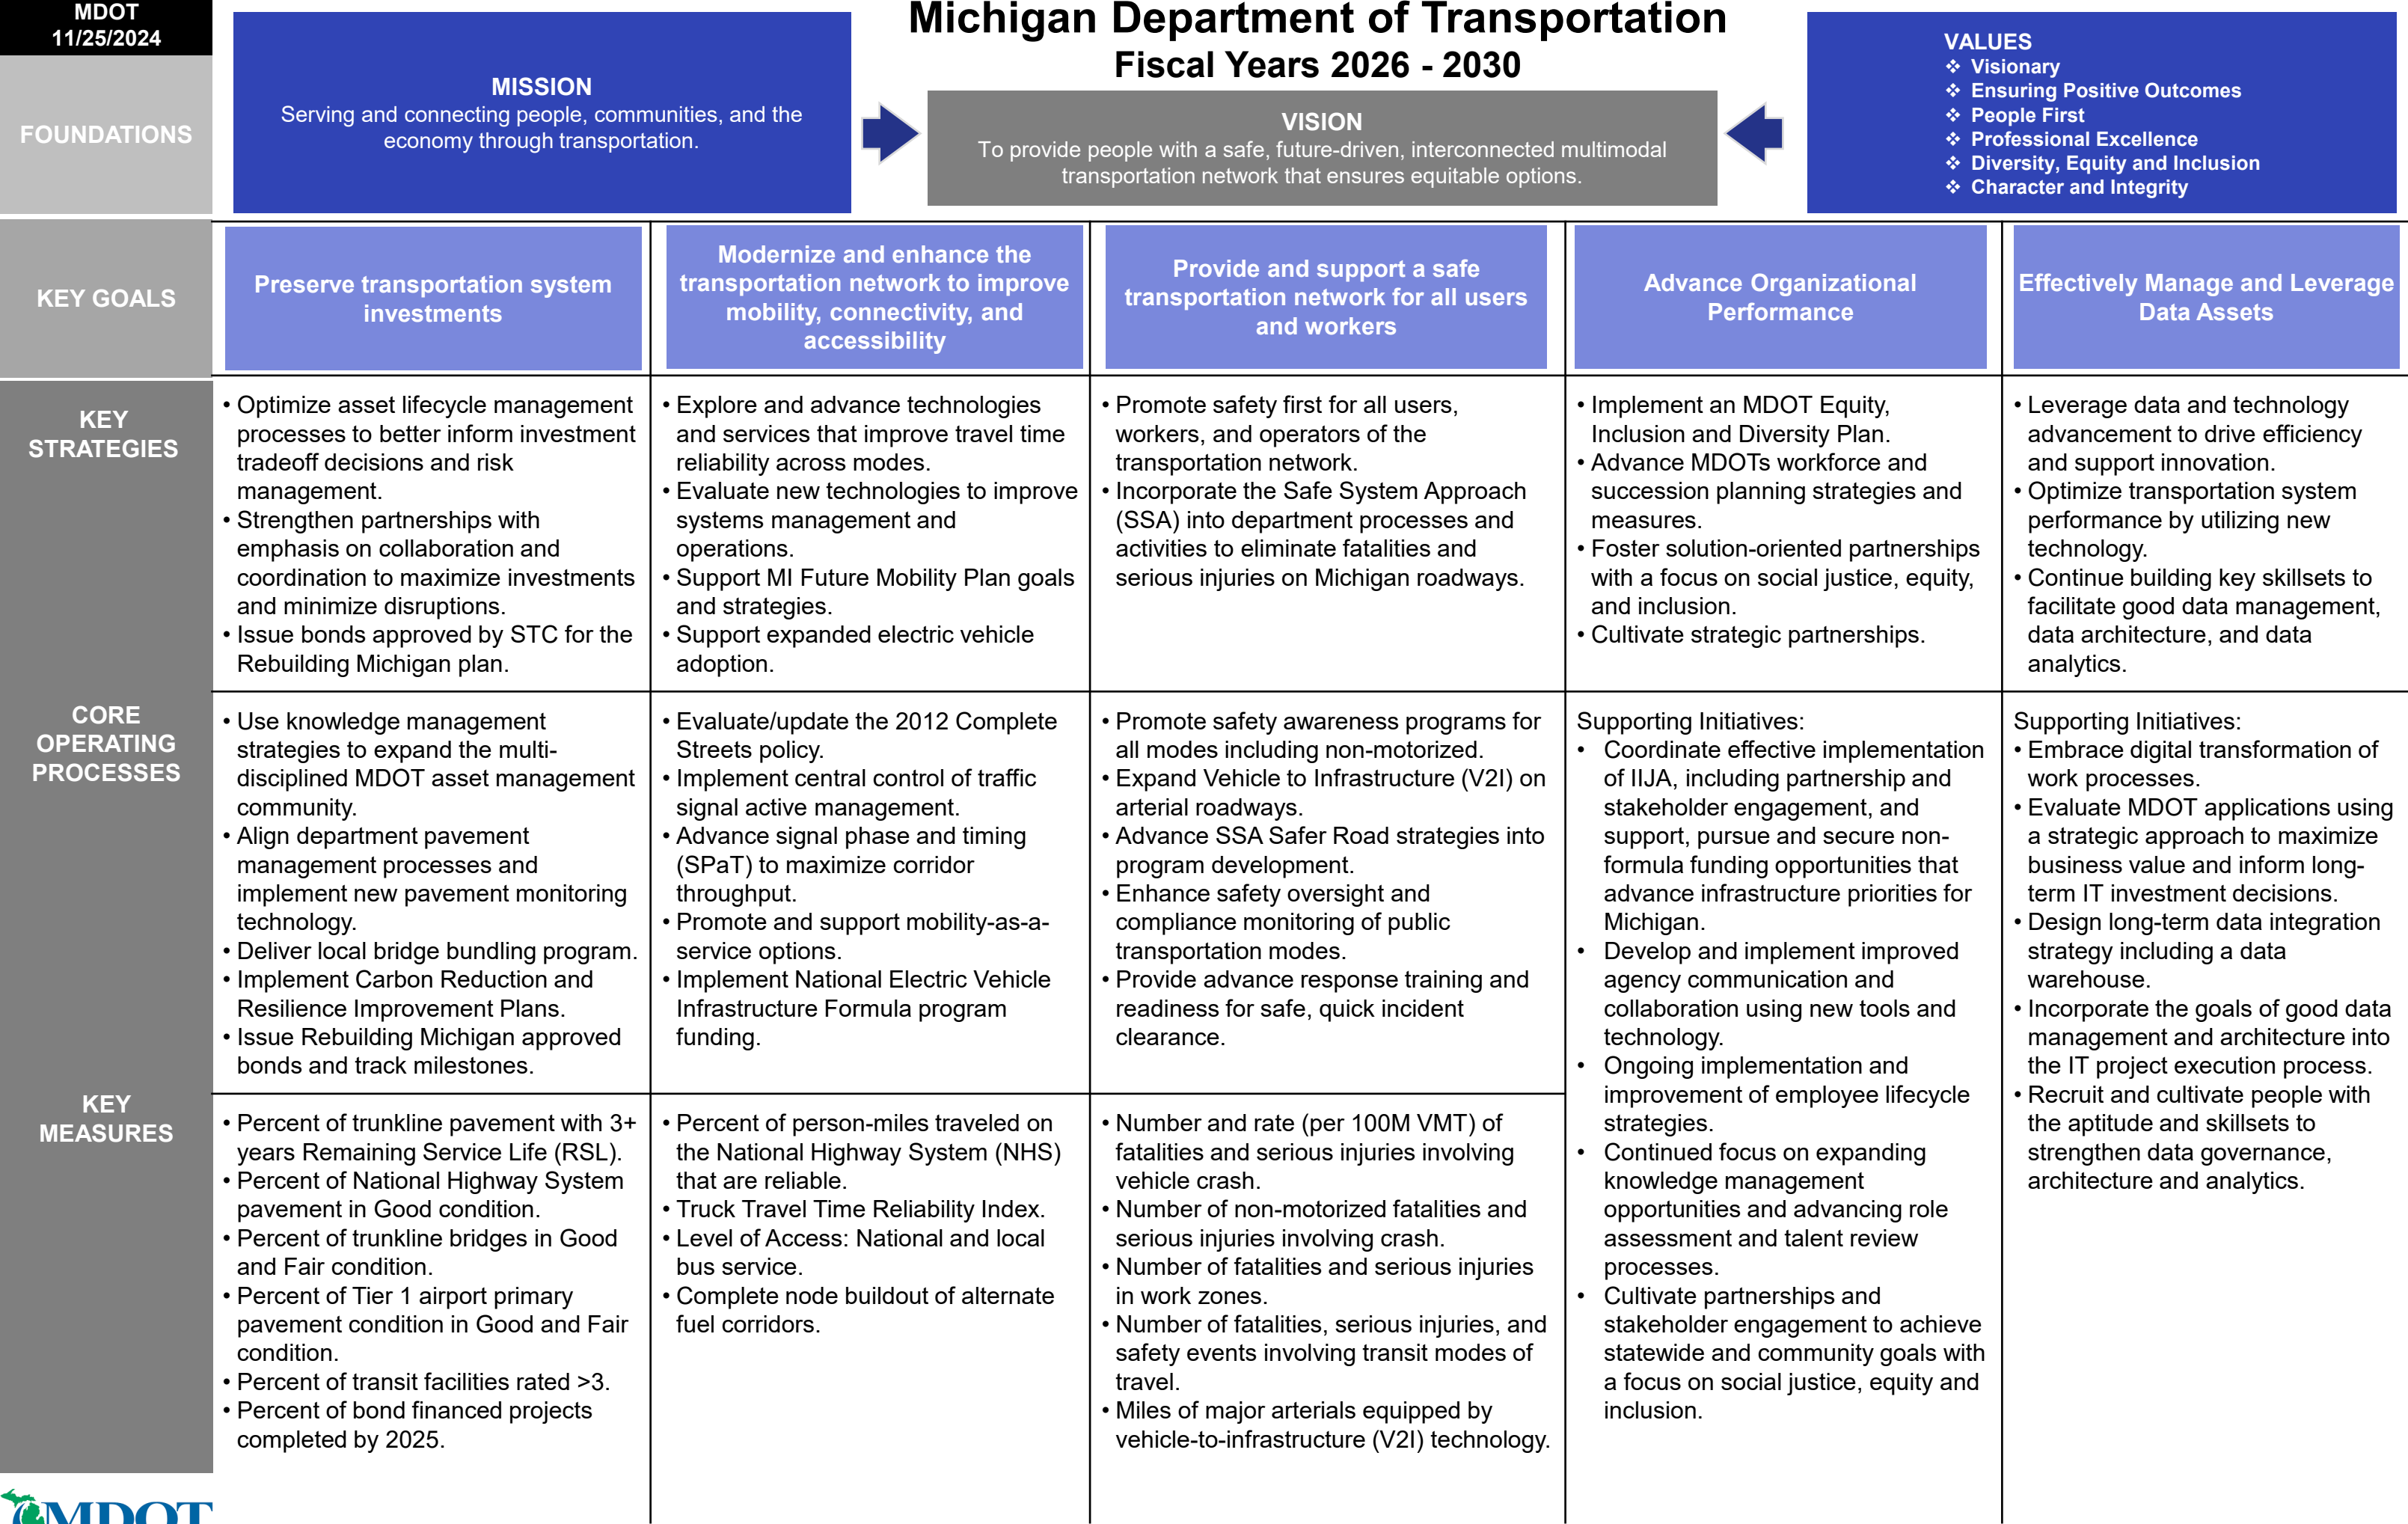 MDOT
11/25/2024
Michigan Department of Transportation
Fiscal Years 2026 - 2030
FOUNDATIONS
MISSION
Serving and connecting people, communities, and the
economy through transportation.
VISION
To provide people with a safe, future-driven, interconnected multimodal
transportation network that ensures equitable options.
VALUES
❖ Visionary
❖ Ensuring Positive Outcomes
❖ People First
❖ Professional Excellence
❖ Diversity, Equity and Inclusion
❖ Character and Integrity
KEY GOALS
Preserve transportation system
investments
Modernize and enhance the
transportation network to improve
mobility, connectivity, and
accessibility
Provide and support a safe
transportation network for all users
and workers
Advance Organizational
Performance
Effectively Manage and Leverage
Data Assets
KEY
STRATEGIES
• Optimize asset lifecycle management
processes to better inform investment
tradeoff decisions and risk
management.
• Strengthen partnerships with
emphasis on collaboration and
coordination to maximize investments
and minimize disruptions.
• Issue bonds approved by STC for the
Rebuilding Michigan plan.
• Explore and advance technologies
and services that improve travel time
reliability across modes.
• Evaluate new technologies to improve
systems management and
operations.
• Support MI Future Mobility Plan goals
and strategies.
• Support expanded electric vehicle
adoption.
• Promote safety first for all users,
workers, and operators of the
transportation network.
• Incorporate the Safe System Approach
(SSA) into department processes and
activities to eliminate fatalities and
serious injuries on Michigan roadways.
• Implement an MDOT Equity,
Inclusion and Diversity Plan.
• Advance MDOTs workforce and
succession planning strategies and
measures.
• Foster solution-oriented partnerships
with a focus on social justice, equity,
and inclusion.
• Cultivate strategic partnerships.
• Leverage data and technology
advancement to drive efficiency
and support innovation.
• Optimize transportation system
performance by utilizing new
technology.
• Continue building key skillsets to
facilitate good data management,
data architecture, and data
analytics.
CORE
OPERATING
PROCESSES
• Use knowledge management
strategies to expand the multi-
disciplined MDOT asset management
community.
• Align department pavement
management processes and
implement new pavement monitoring
technology.
• Deliver local bridge bundling program.
• Implement Carbon Reduction and
Resilience Improvement Plans.
• Issue Rebuilding Michigan approved
bonds and track milestones.
• Evaluate/update the 2012 Complete
Streets policy.
• Implement central control of traffic
signal active management.
• Advance signal phase and timing
(SPaT) to maximize corridor
throughput.
• Promote and support mobility-as-a-
service options.
• Implement National Electric Vehicle
Infrastructure Formula program
funding.
• Promote safety awareness programs for
all modes including non-motorized.
• Expand Vehicle to Infrastructure (V2I) on
arterial roadways.
• Advance SSA Safer Road strategies into
program development.
• Enhance safety oversight and
compliance monitoring of public
transportation modes.
• Provide advance response training and
readiness for safe, quick incident
clearance.
Supporting Initiatives:
• Coordinate effective implementation
of IIJA, including partnership and
stakeholder engagement, and
support, pursue and secure non-
formula funding opportunities that
advance infrastructure priorities for
Michigan.
• Develop and implement improved
agency communication and
collaboration using new tools and
technology.
• Ongoing implementation and
improvement of employee lifecycle
strategies.
• Continued focus on expanding
knowledge management
opportunities and advancing role
assessment and talent review
processes.
• Cultivate partnerships and
stakeholder engagement to achieve
statewide and community goals with
a focus on social justice, equity and
inclusion.
Supporting Initiatives:
• Embrace digital transformation of
work processes.
• Evaluate MDOT applications using
a strategic approach to maximize
business value and inform long-
term IT investment decisions.
• Design long-term data integration
strategy including a data
warehouse.
• Incorporate the goals of good data
management and architecture into
the IT project execution process.
• Recruit and cultivate people with
the aptitude and skillsets to
strengthen data governance,
architecture and analytics.
KEY
MEASURES
• Percent of trunkline pavement with 3+
years Remaining Service Life (RSL).
• Percent of National Highway System
pavement in Good condition.
• Percent of trunkline bridges in Good
and Fair condition.
• Percent of Tier 1 airport primary
pavement condition in Good and Fair
condition.
• Percent of transit facilities rated >3.
• Percent of bond financed projects
completed by 2025.
• Percent of person-miles traveled on
the National Highway System (NHS)
that are reliable.
• Truck Travel Time Reliability Index.
• Level of Access: National and local
bus service.
• Complete node buildout of alternate
fuel corridors.
• Number and rate (per 100M VMT) of
fatalities and serious injuries involving
vehicle crash.
• Number of non-motorized fatalities and
serious injuries involving crash.
• Number of fatalities and serious injuries
in work zones.
• Number of fatalities, serious injuries, and
safety events involving transit modes of
travel.
• Miles of major arterials equipped by
vehicle-to-infrastructure (V2I) technology.
MDOT